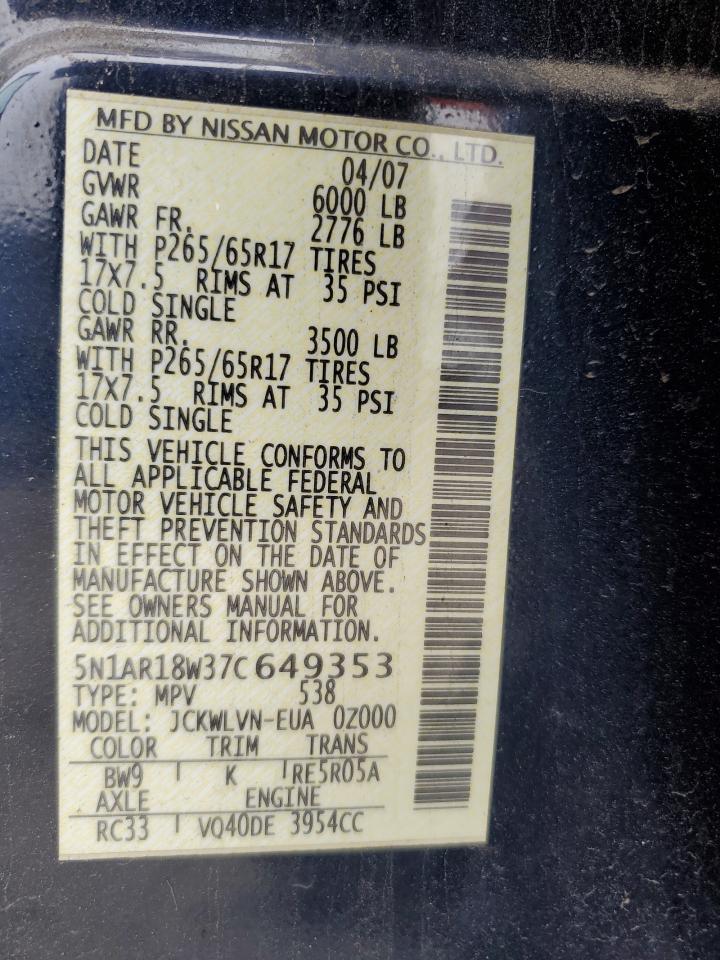 MFD BY NISSAN MOTOR CO., LTD.
DATE 04/07
GVWR 6000 LB
GAWR FR. 2776 LB
WITH P265/65R17 TIRES
17X7.5 RIMS AT 35 PSI
COLD SINGLE
GAWR RR. 3500 LB
WITH P265/65R17 TIRES
17X7.5 RIMS AT 35 PSI
COLD SINGLE
THIS VEHICLE CONFORMS TO
ALL APPLICABLE FEDERAL
MOTOR VEHICLE SAFETY AND
THEFT PREVENTION STANDARDS
IN EFFECT ON THE DATE OF
MANUFACTURE SHOWN ABOVE.
SEE OWNERS MANUAL FOR
ADDITIONAL INFORMATION.
5N1AR18W37C649353
TYPE: MPV 538
MODEL: JCKWLVN-EUA 0Z000
COLOR TRIM TRANS
BW9 K RE5R05A
AXLE ENGINE
RC33 VQ40DE 3954CC